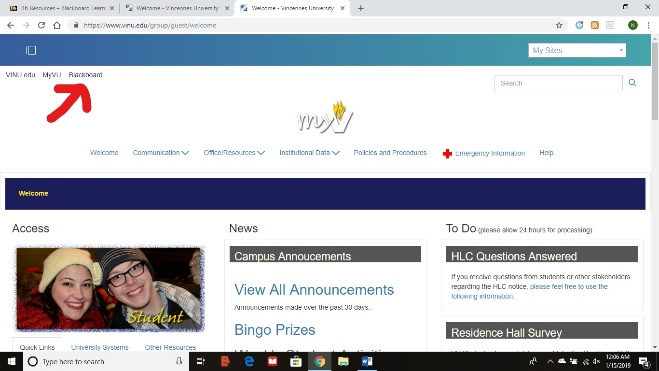 Bb Resources – Blackboard Learn
Welcome - Vincennes University
Welcome - Vincennes University
https://www.vinu.edu/group/guest/welcome
My Sites
VINU.edu MyVU Blackboard
Search
myVU
Welcome Communication Office/Resources Institutional Data Policies and Procedures Emergency Information Help
Welcome
Access
Student
Quick Links University Systems Other Resources
News
Campus Annoucements
View All Announcements
Announcements made over the past 30 days.
Bingo Prizes
To Do (please allow 24 hours for processing)
HLC Questions Answered
If you receive questions from students or other stakeholders
regarding the HLC notice, please feel free to use the
following information.
Residence Hall Survey
Type here to search
12:06 AM
1/15/2019